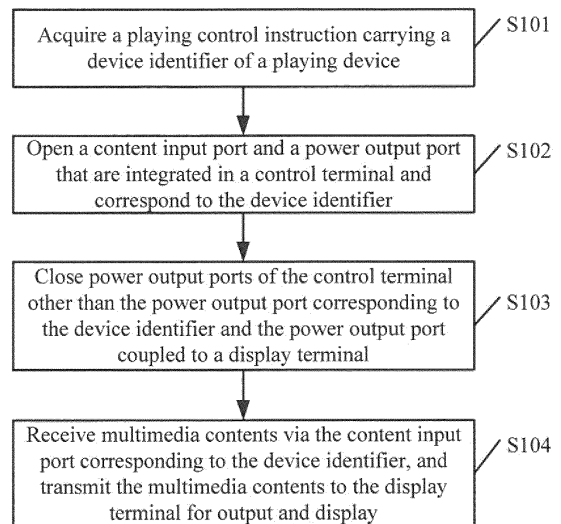 Acquire a playing control instruction carrying a
device identifier of a playing device
S101
Open a content input port and a power output port
that are integrated in a control terminal and
correspond to the device identifier
S102
Close power output ports of the control terminal
other than the power output port corresponding to
the device identifier and the power output port
coupled to a display terminal
S103
Receive multimedia contents via the content input
port corresponding to the device identifier, and
transmit the multimedia contents to the display
terminal for output and display
S104